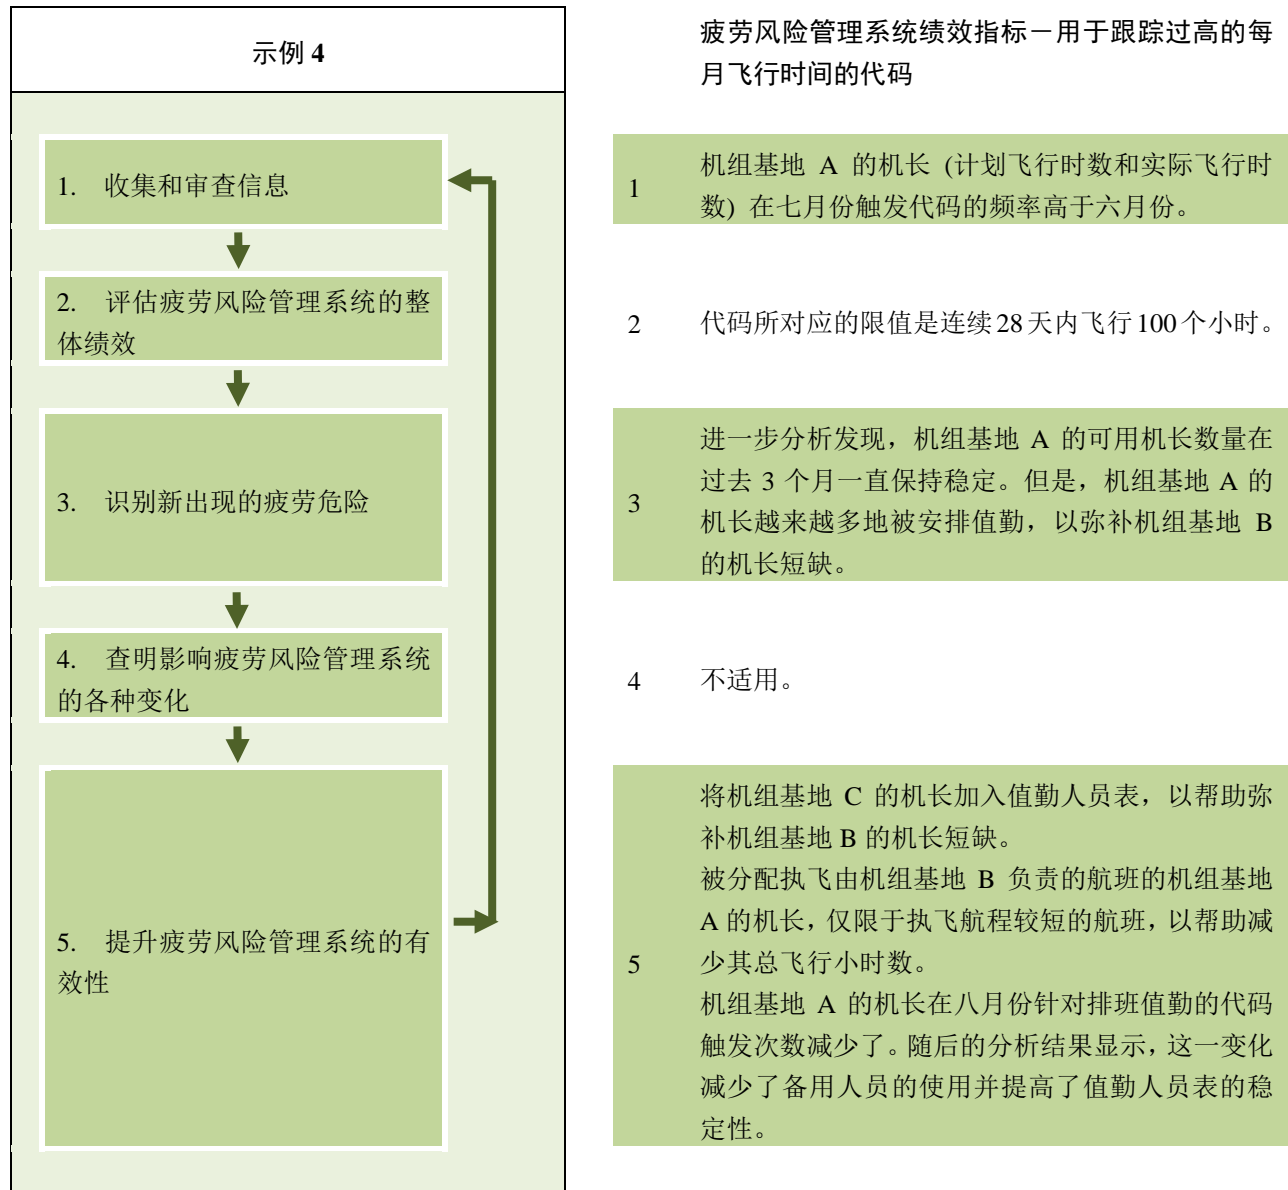 示例 4
疲劳风险管理系统绩效指标－用于跟踪过高的每
月飞行时间的代码
1. 收集和审查信息
1
机组基地 A 的机长 (计划飞行时数和实际飞行时
数) 在七月份触发代码的频率高于六月份。
2. 评估疲劳风险管理系统的整
体绩效
2
代码所对应的限值是连续28天内飞行100个小时。
3. 识别新出现的疲劳危险
3
进一步分析发现，机组基地 A 的可用机长数量在
过去 3 个月一直保持稳定。但是，机组基地 A 的
机长越来越多地被安排值勤，以弥补机组基地 B
的机长短缺。
4. 查明影响疲劳风险管理系统
的各种变化
4
不适用。
5. 提升疲劳风险管理系统的有
效性
5
将机组基地 C 的机长加入值勤人员表，以帮助弥
补机组基地 B 的机长短缺。
被分配执飞由机组基地 B 负责的航班的机组基地
A 的机长，仅限于执飞航程较短的航班，以帮助减
少其总飞行小时数。
机组基地 A 的机长在八月份针对排班值勤的代码
触发次数减少了。随后的分析结果显示，这一变化
减少了备用人员的使用并提高了值勤人员表的稳
定性。